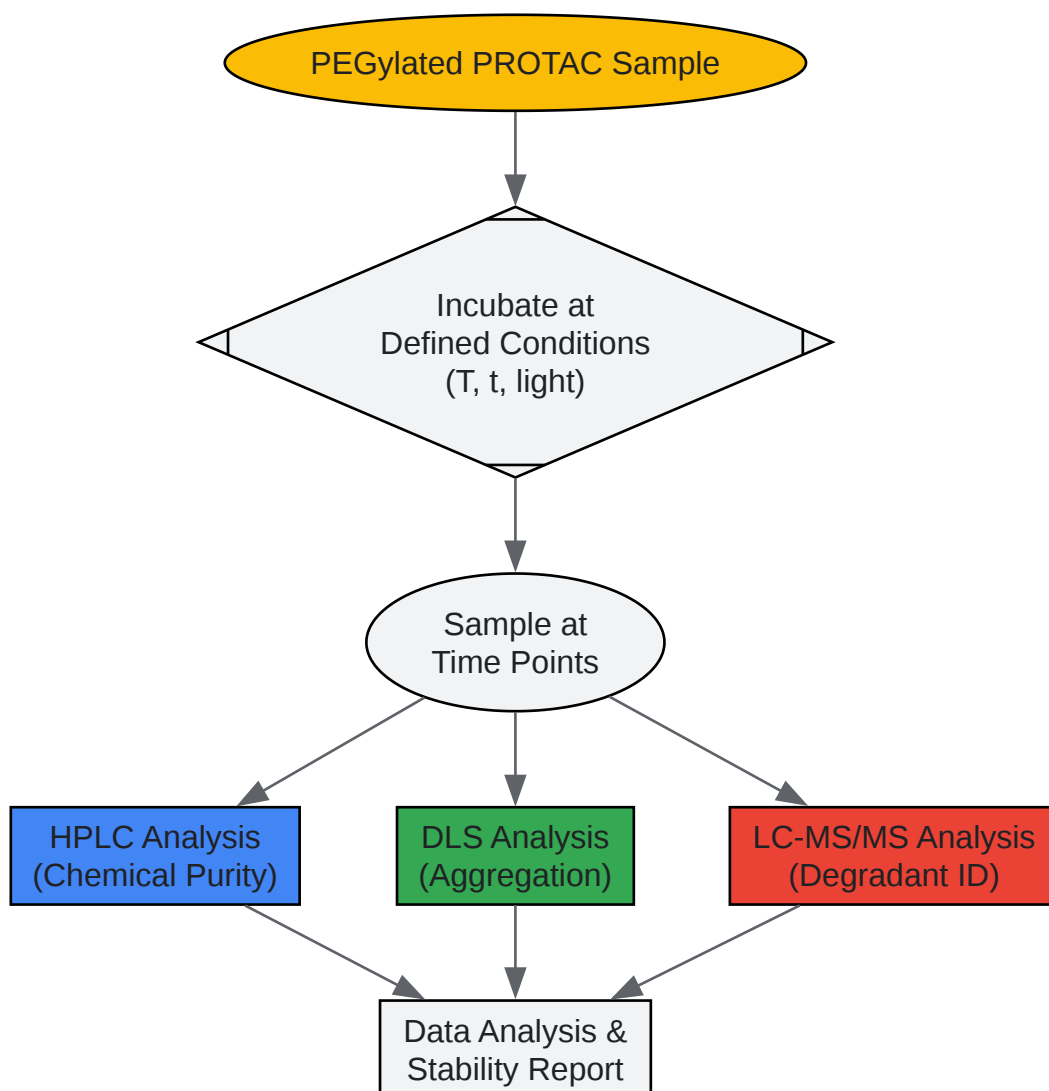 PEGylated PROTAC Sample
Incubate at
Defined Conditions
(T, t, light)
Sample at
Time Points
HPLC Analysis
(Chemical Purity)
DLS Analysis
(Aggregation)
LC-MS/MS Analysis
(Degradant ID)
Data Analysis &
Stability Report